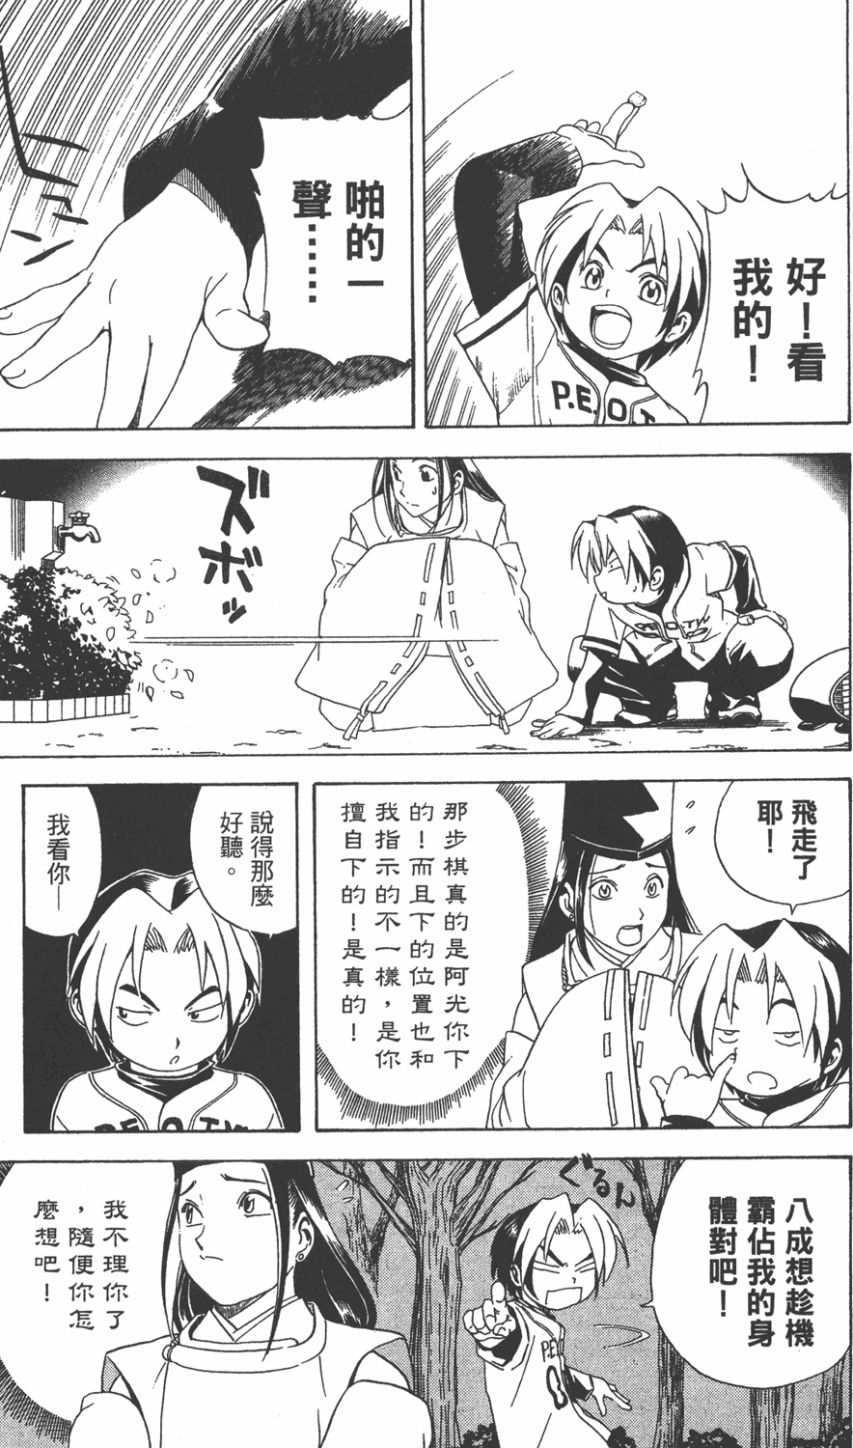 好！看
我的！
P.E.O.T
啪的一
聲……
ズボッ
P.E.O.TW
飛走了
耶！
那步棋真的是阿光你下
的！而且下的位置也和
我指示的不一樣，是你
擅自下的！是真的！
說得那麼
好聽。
我看你—
P.E.O.TW
八成想趁機
霸佔我的身
體對吧！
ぐるん
P.E.
我不理你了
，隨便你怎
麼想吧！